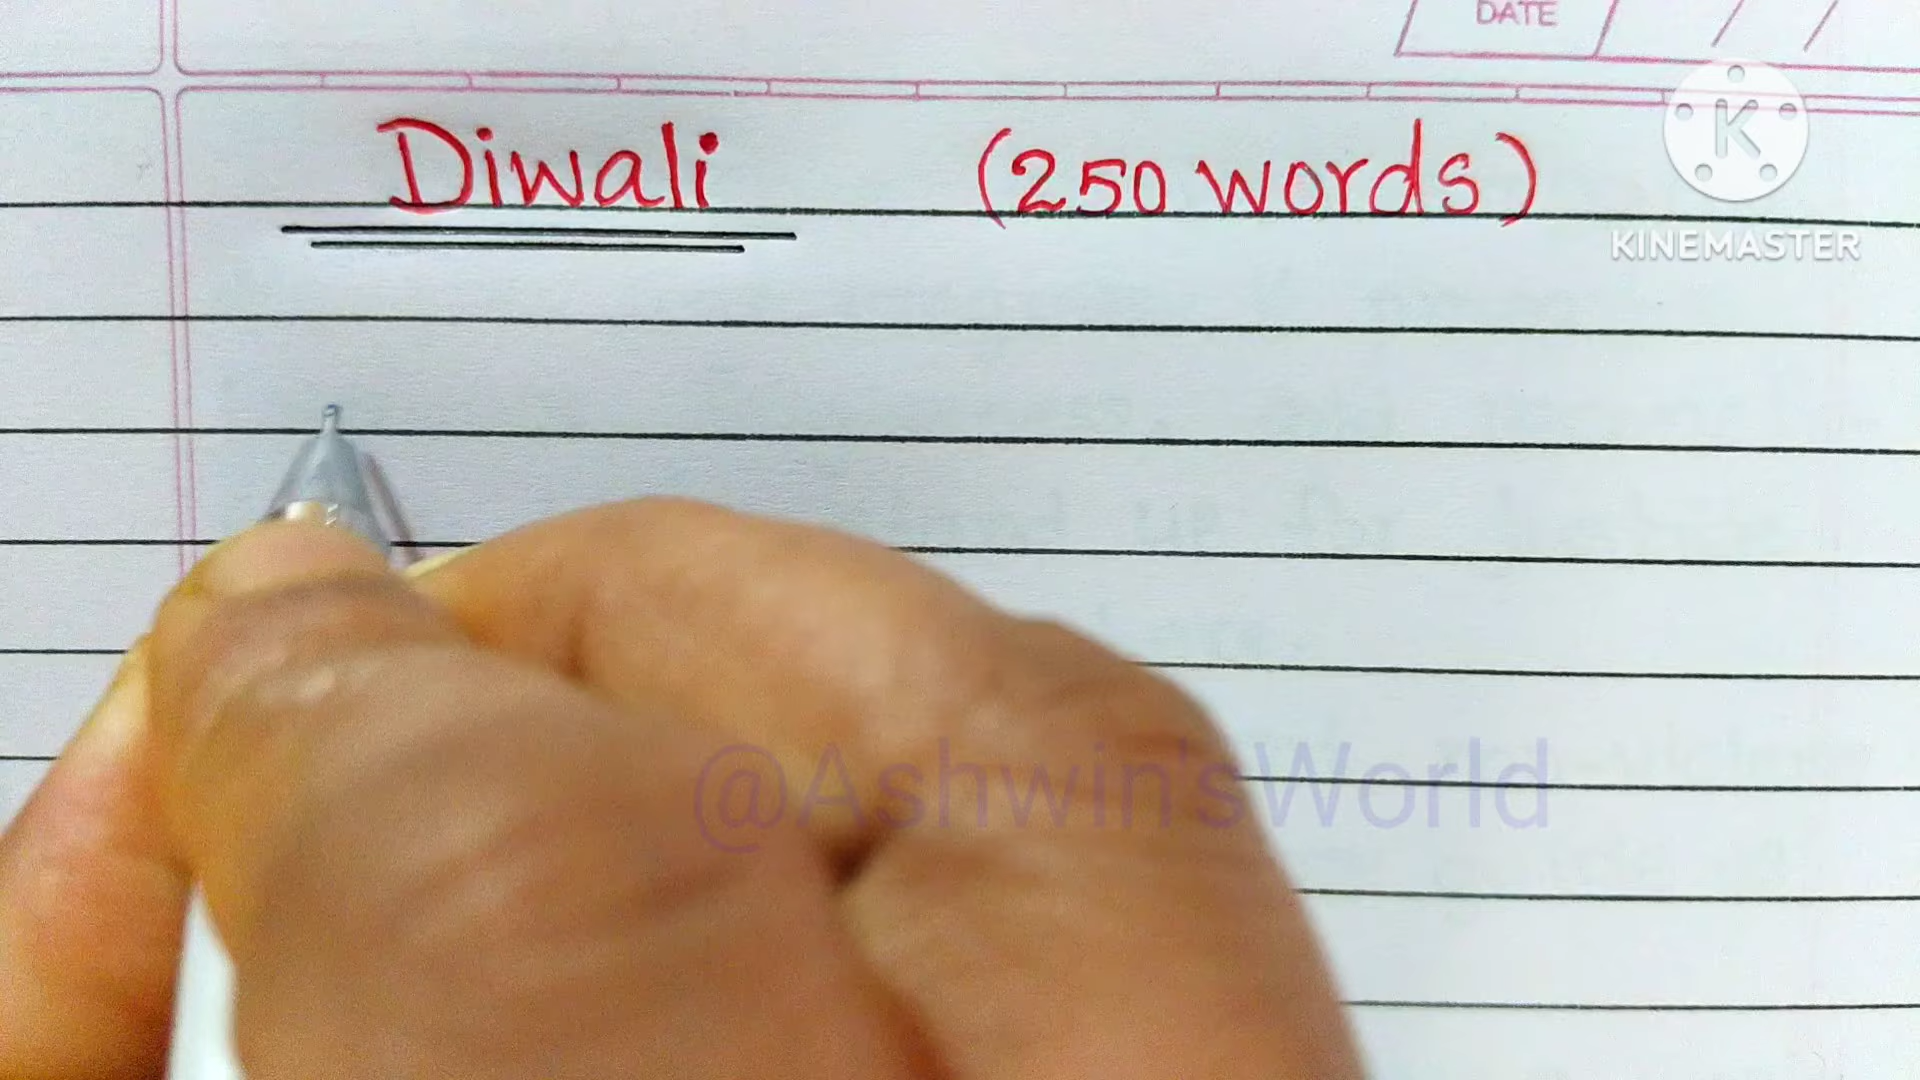 DATE
Diwali (250 words)
K
KINEMASTER
@Ashwin'sWorld